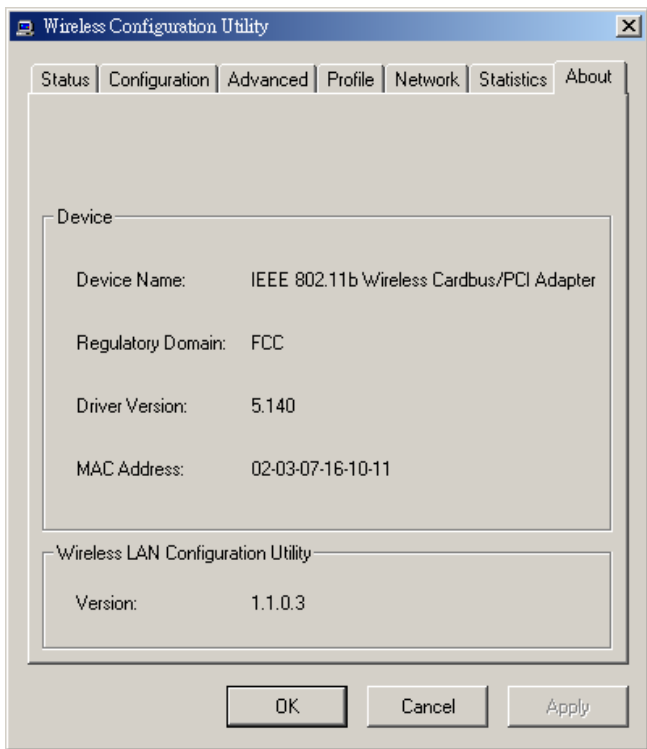 Wireless Configuration Utility
Status Configuration Advanced Profile Network Statistics About
Device
Device Name: IEEE 802.11b Wireless Cardbus/PCI Adapter
Regulatory Domain: FCC
Driver Version: 5.140
MAC Address: 02-03-07-16-10-11
Wireless LAN Configuration Utility
Version: 1.1.0.3
OK Cancel Apply